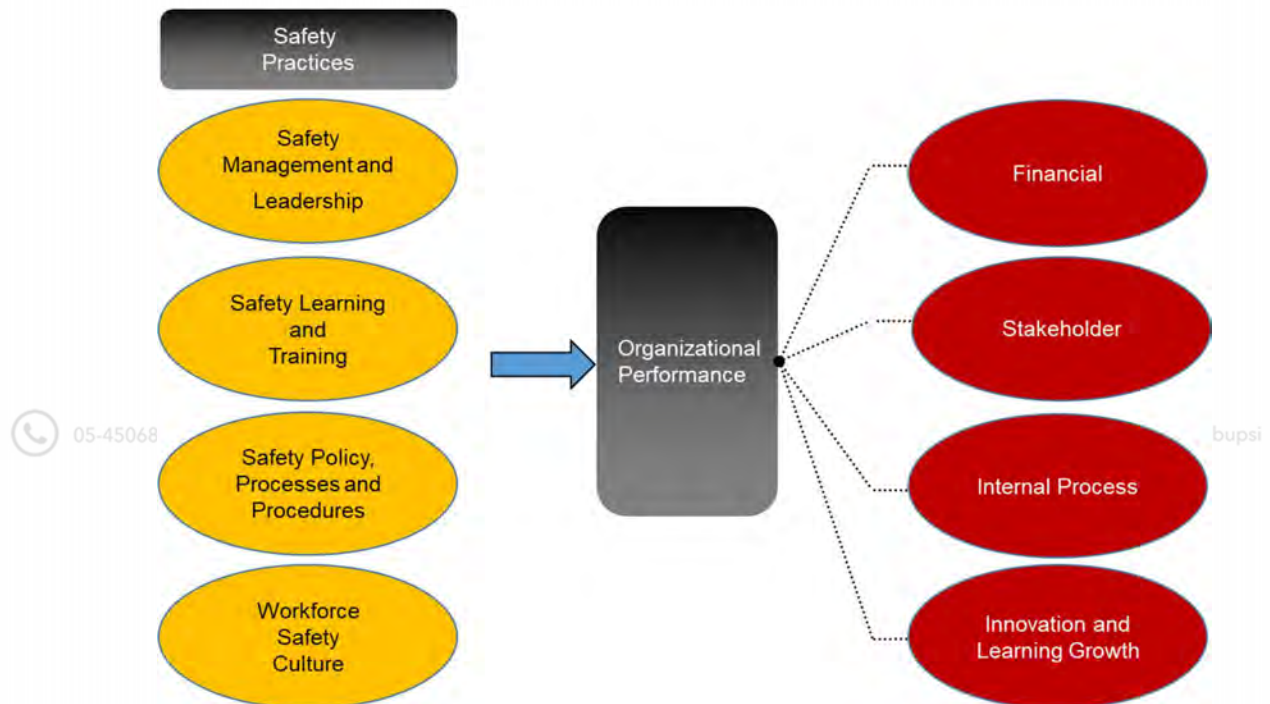 Safety
Practices
Safety
Management and
Leadership
Safety Learning
and
Training
Safety Policy,
Processes and
Procedures
Workforce
Safety
Culture
Organizational
Performance
Financial
Stakeholder
Internal Process
Innovation and
Learning Growth
05-45068
bupsi